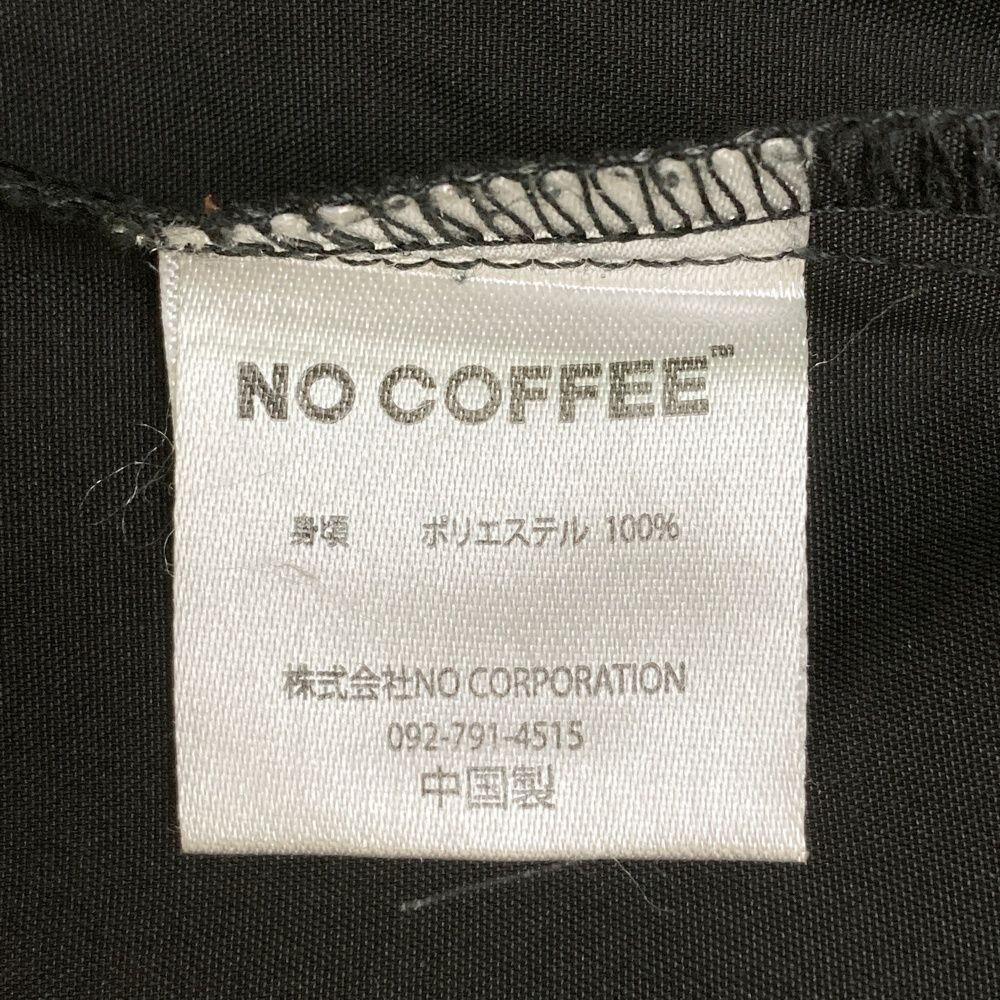 NO COFFEE™
身頃 ポリエステル 100%
株式会社NO CORPORATION
092-791-4515
中国製